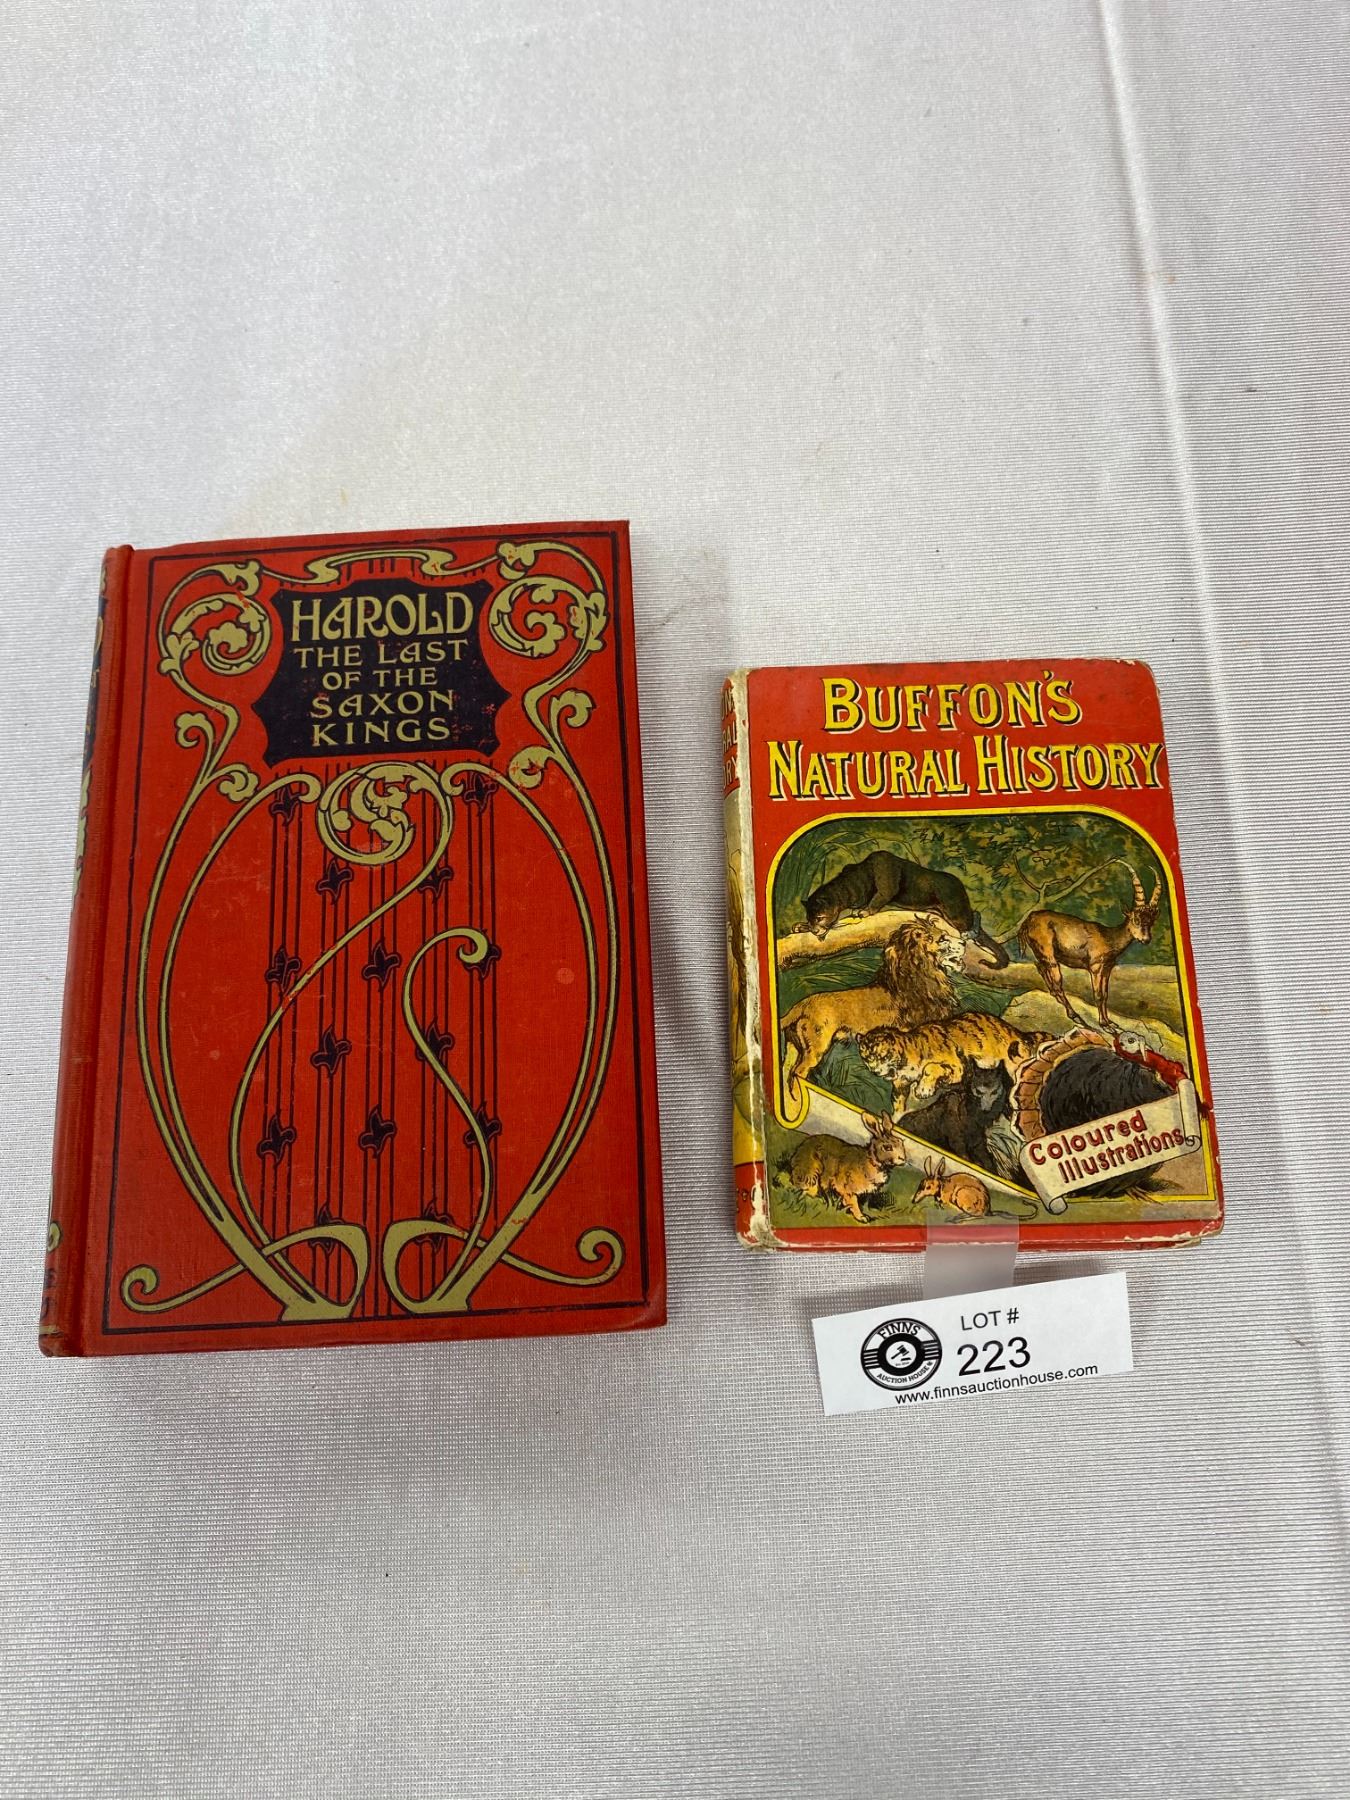 HAROLD
THE LAST
OF THE
SAXON
KINGS
BUFFON'S
NATURAL HISTORY
Coloured
Illustrations
FINNS
AUCTION HOUSE
LOT #
223
www.finnsauctionhouse.com